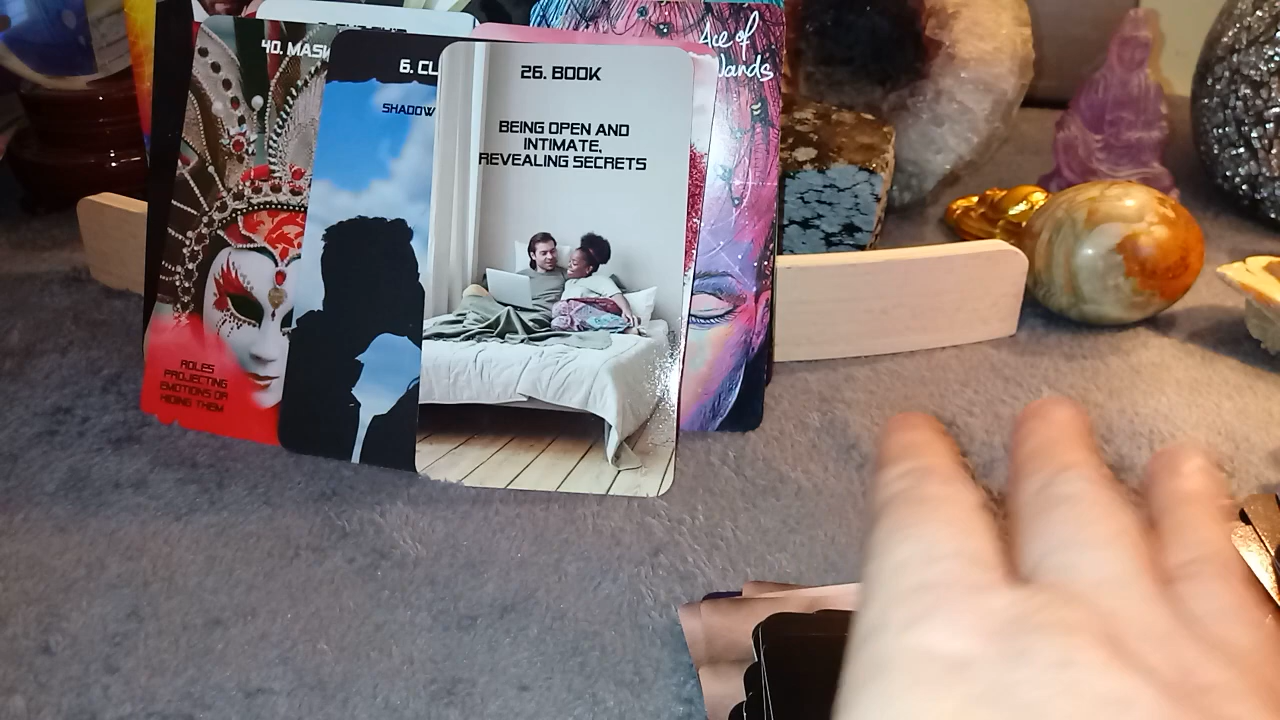 40. MASK
6. CL
SHADOW
26. BOOK
BEING OPEN AND
INTIMATE,
REVEALING SECRETS
Ace of
Wands
ROLES
PROJECTING
EMOTIONS OR
HIDING THEM